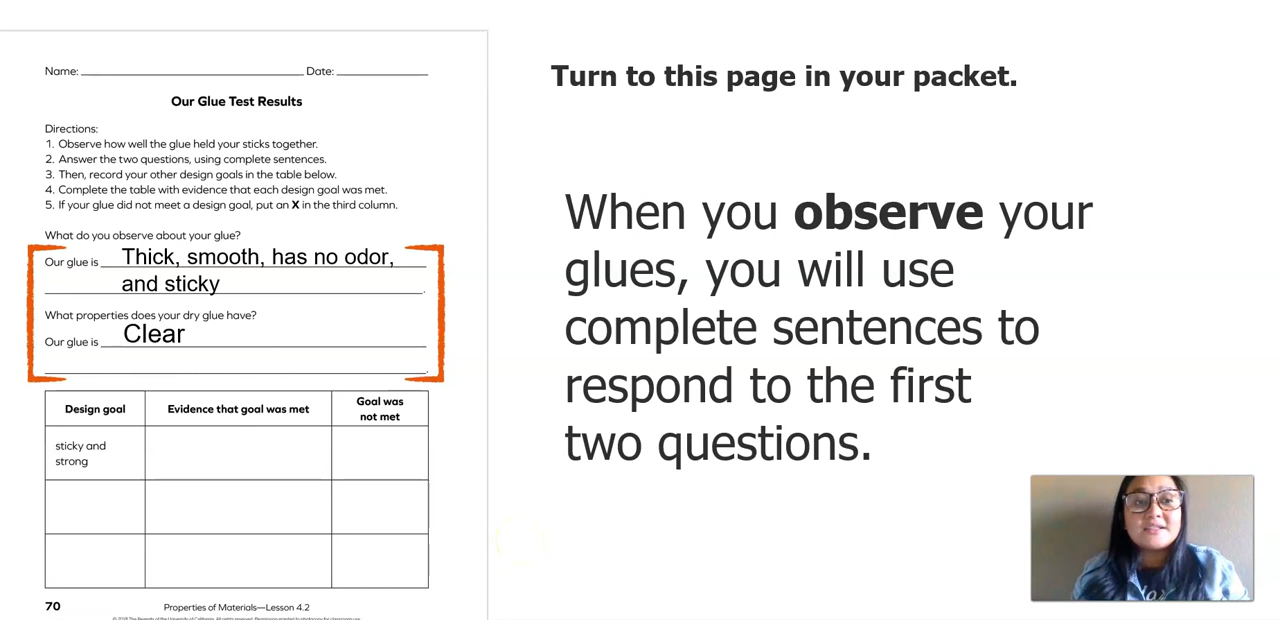 Name: Date:
Our Glue Test Results
Directions:
1. Observe how well the glue held your sticks together.
2. Answer the two questions, using complete sentences.
3. Then, record your other design goals in the table below.
4. Complete the table with evidence that each design goal was met.
5. If your glue did not meet a design goal, put an X in the third column.
What do you observe about your glue?
Our glue is Thick, smooth, has no odor,
and sticky.
What properties does your dry glue have?
Our glue is Clear
Design goal Evidence that goal was met Goal was
not met
sticky and
strong
70 Properties of Materials—Lesson 4.2
Turn to this page in your packet.
When you observe your
glues, you will use
complete sentences to
respond to the first
two questions.